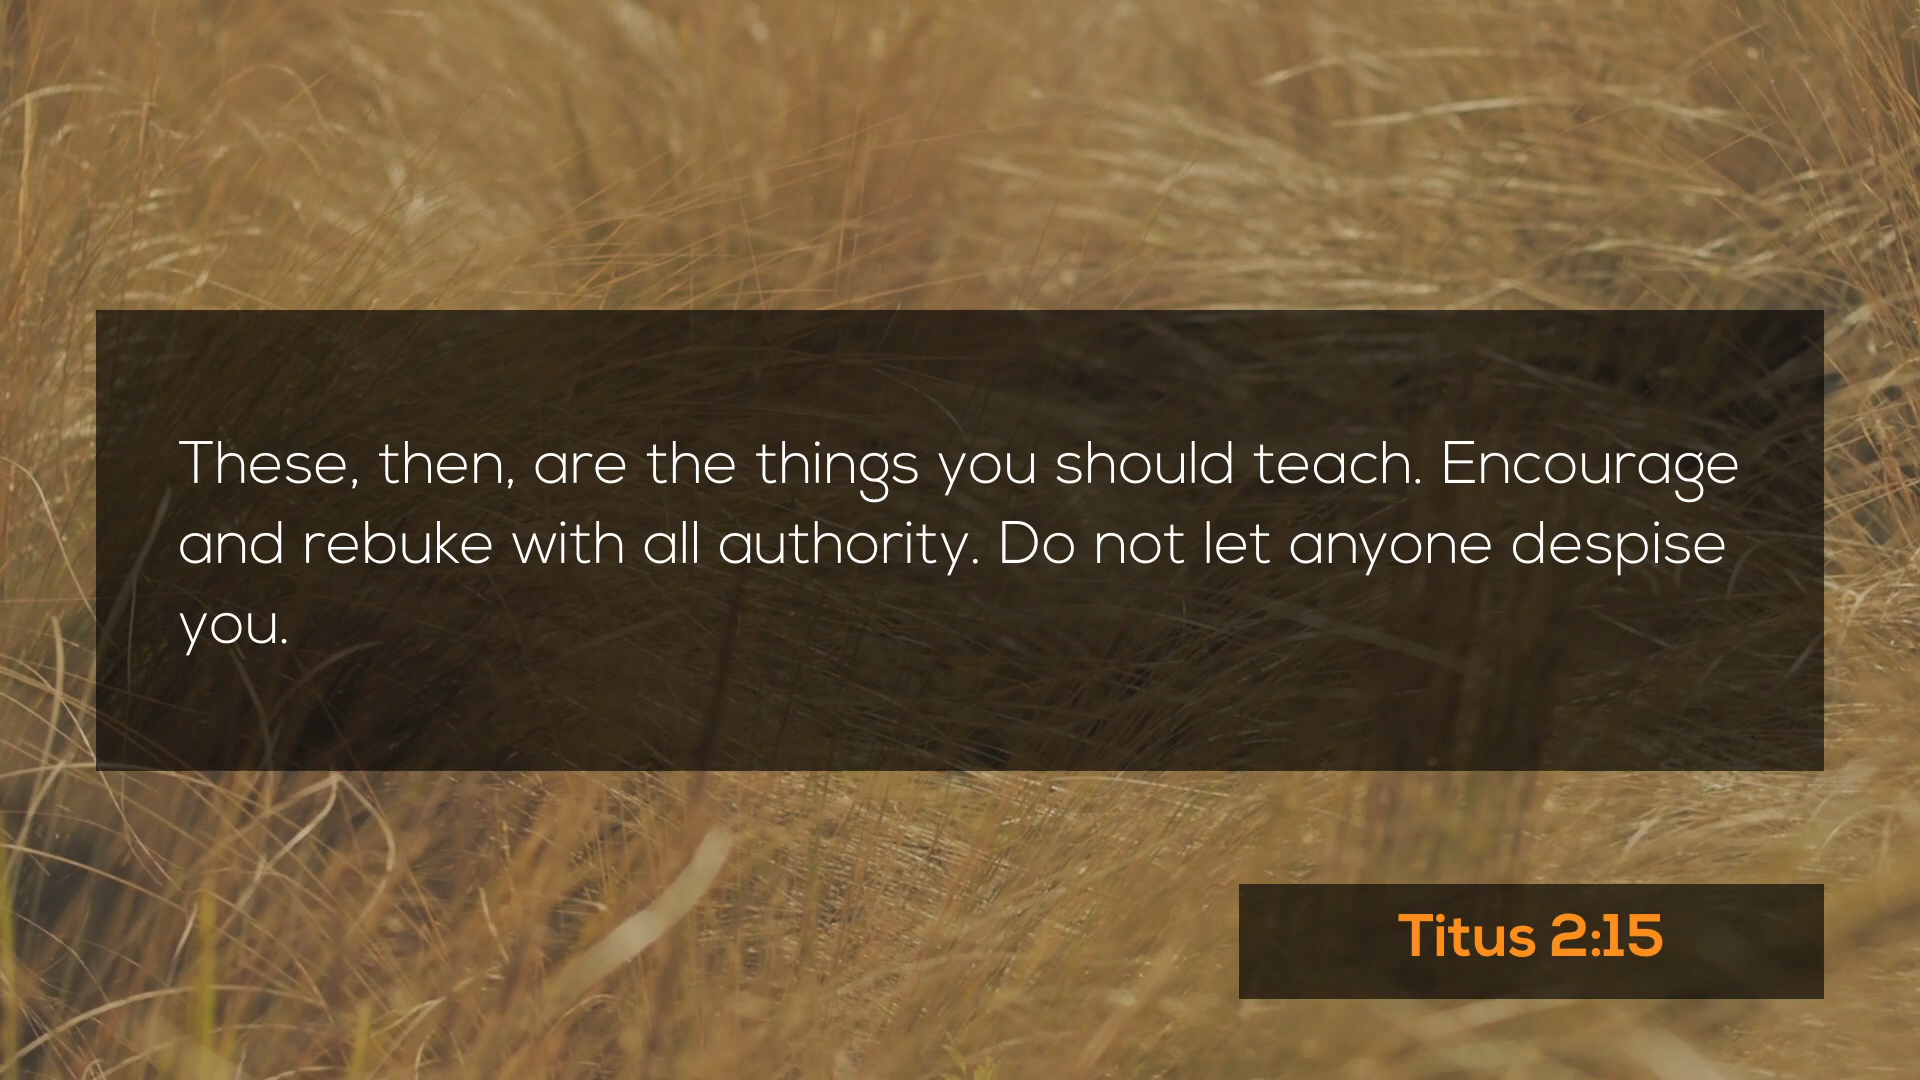 These, then, are the things you should teach. Encourage
and rebuke with all authority. Do not let anyone despise
you.
Titus 2:15